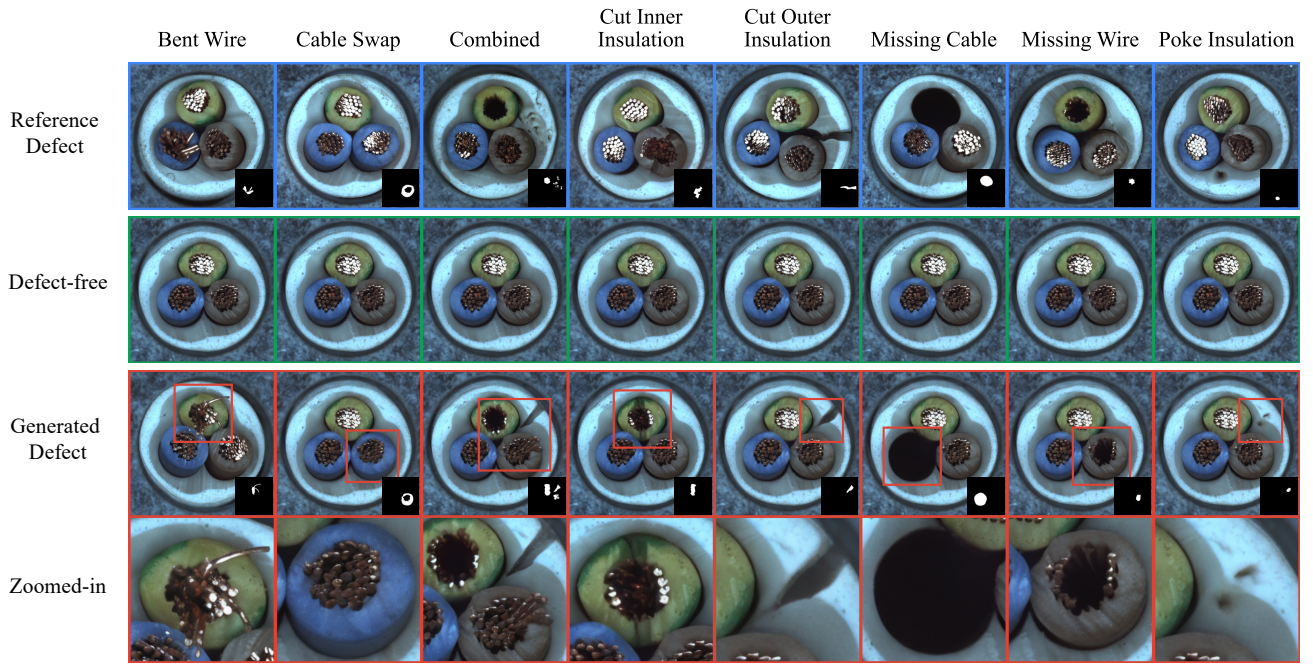 Bent Wire
Cable Swap
Combined
Cut Inner
Insulation
Cut Outer
Insulation
Missing Cable
Missing Wire
Poke Insulation
Reference
Defect
Defect-free
Generated
Defect
Zoomed-in